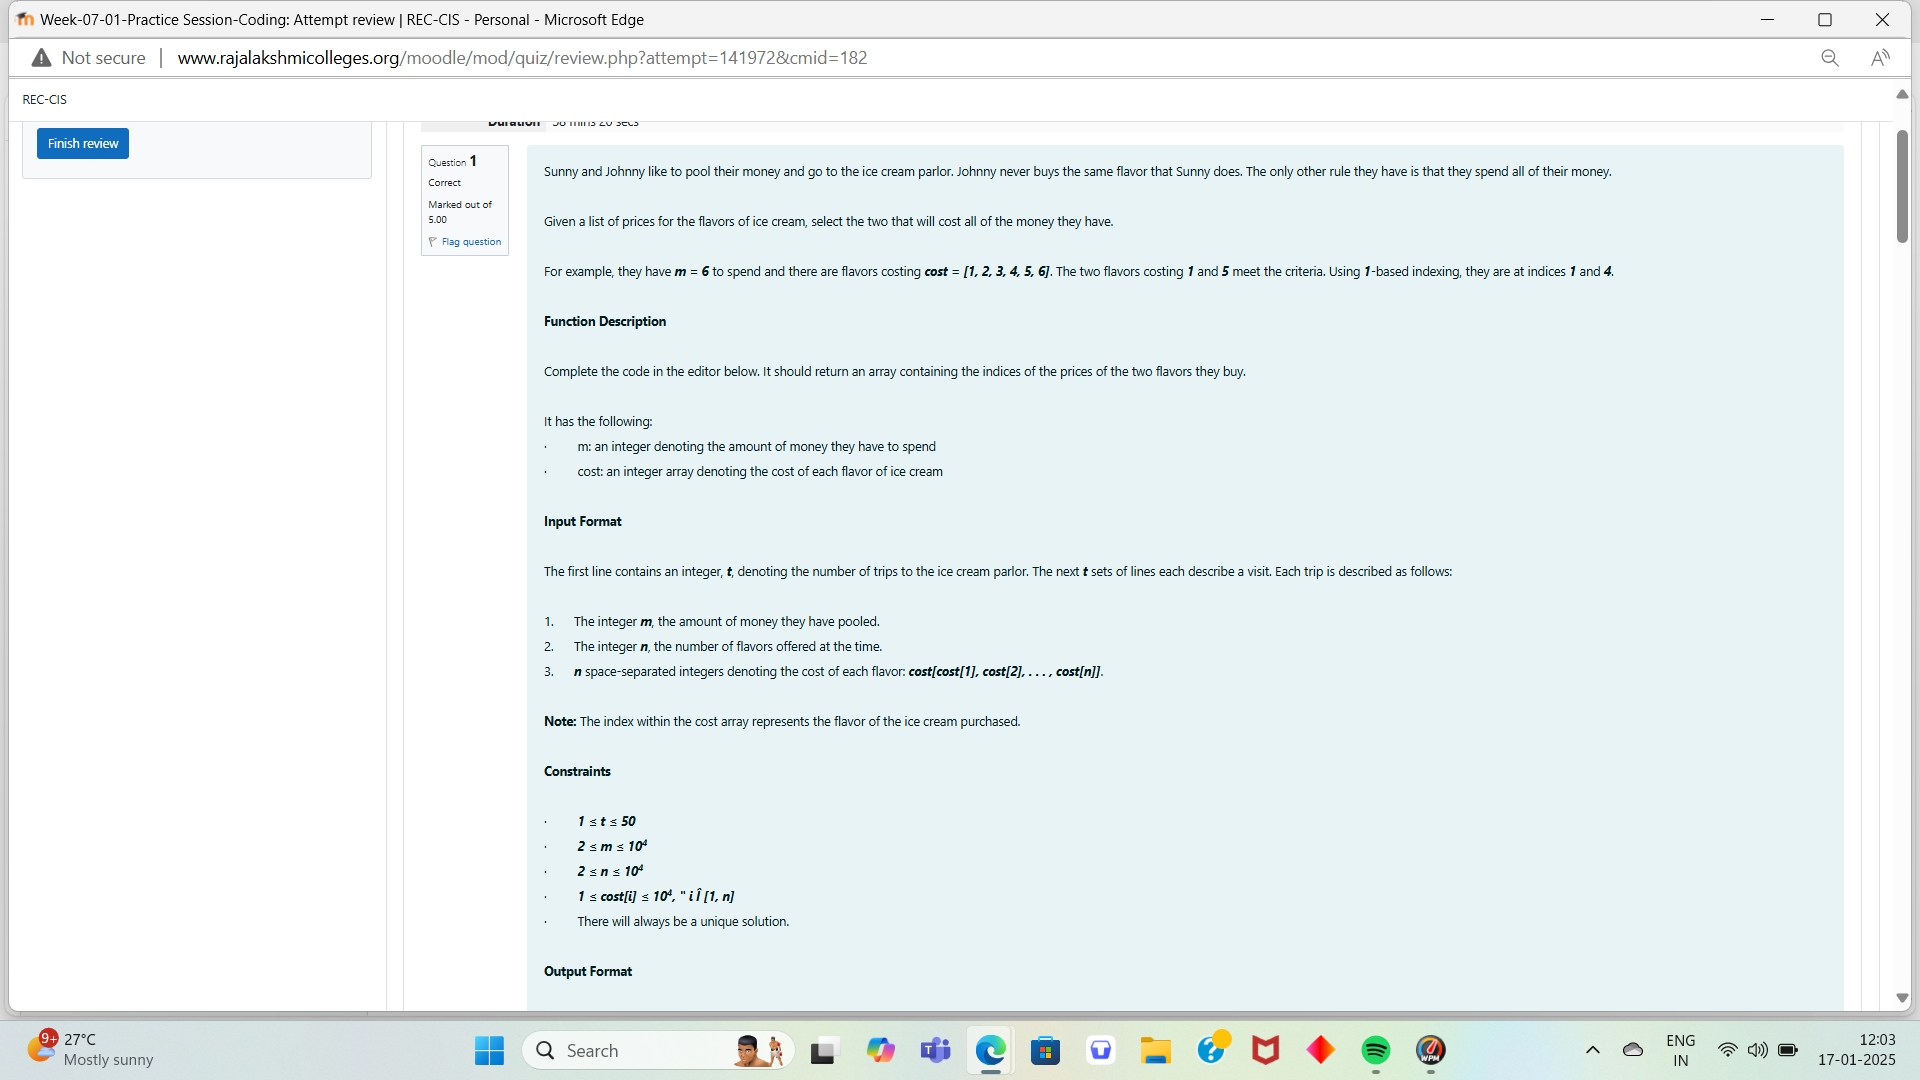 Week-07-01-Practice Session-Coding: Attempt review | REC-CIS - Personal - Microsoft Edge
Not secure | www.rajalakshmicolleges.org/moodle/mod/quiz/review.php?attempt=141972&cmid=182
REC-CIS
Duration 58 mins 20 secs
Finish review
Question 1
Correct
Marked out of
5.00
Flag question
Sunny and Johnny like to pool their money and go to the ice cream parlor. Johnny never buys the same flavor that Sunny does. The only other rule they have is that they spend all of their money.
Given a list of prices for the flavors of ice cream, select the two that will cost all of the money they have.
For example, they have m = 6 to spend and there are flavors costing cost = [1, 2, 3, 4, 5, 6]. The two flavors costing 1 and 5 meet the criteria. Using 1-based indexing, they are at indices 1 and 4.
Function Description
Complete the code in the editor below. It should return an array containing the indices of the prices of the two flavors they buy.
It has the following:
· m: an integer denoting the amount of money they have to spend
· cost: an integer array denoting the cost of each flavor of ice cream
Input Format
The first line contains an integer, t, denoting the number of trips to the ice cream parlor. The next t sets of lines each describe a visit. Each trip is described as follows:
1. The integer m, the amount of money they have pooled.
2. The integer n, the number of flavors offered at the time.
3. n space-separated integers denoting the cost of each flavor: cost[cost[1], cost[2], . . . , cost[n]].
Note: The index within the cost array represents the flavor of the ice cream purchased.
Constraints
· 1 ≤ t ≤ 50
· 2 ≤ m ≤ 10⁴
· 2 ≤ n ≤ 10⁴
· 1 ≤ cost[i] ≤ 10⁴, " i Î [1, n]
· There will always be a unique solution.
Output Format
9+
27°C
Mostly sunny
Search
WPM
ENG
IN
12:03
17-01-2025